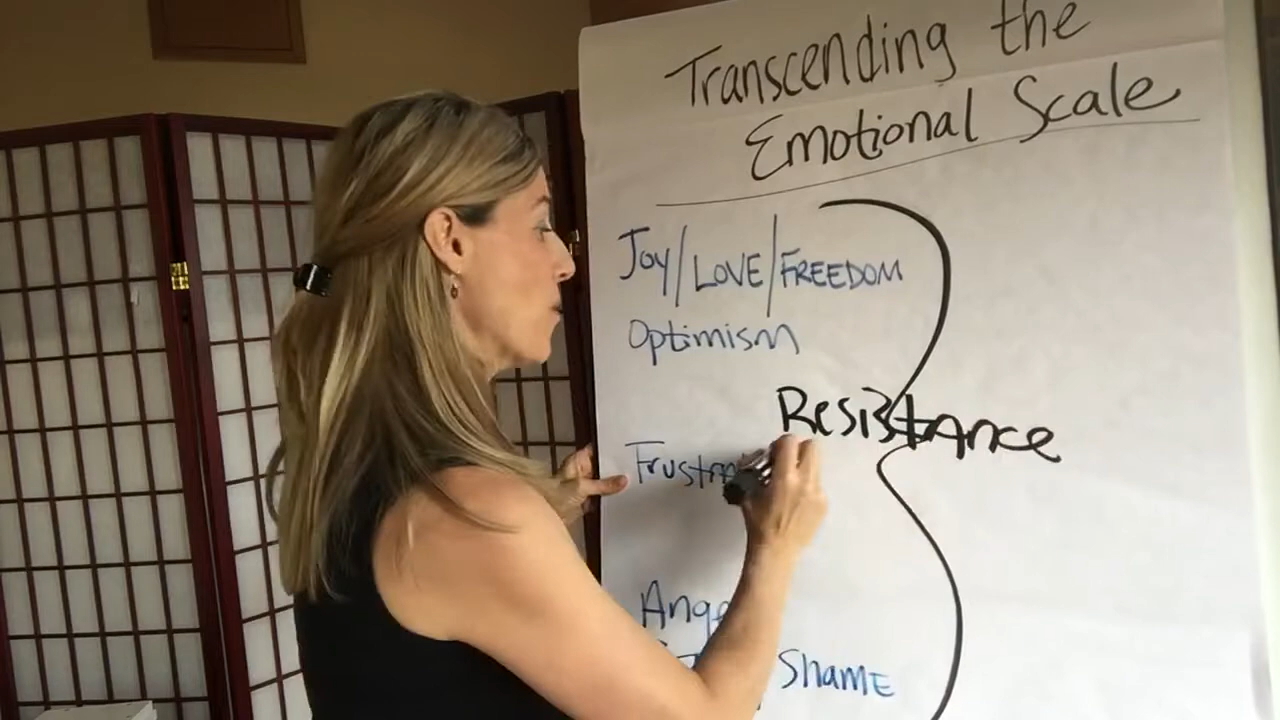 Transcending the
Emotional Scale
Joy/LOVE/FREEDOM
Optimism
Resistance
Shame